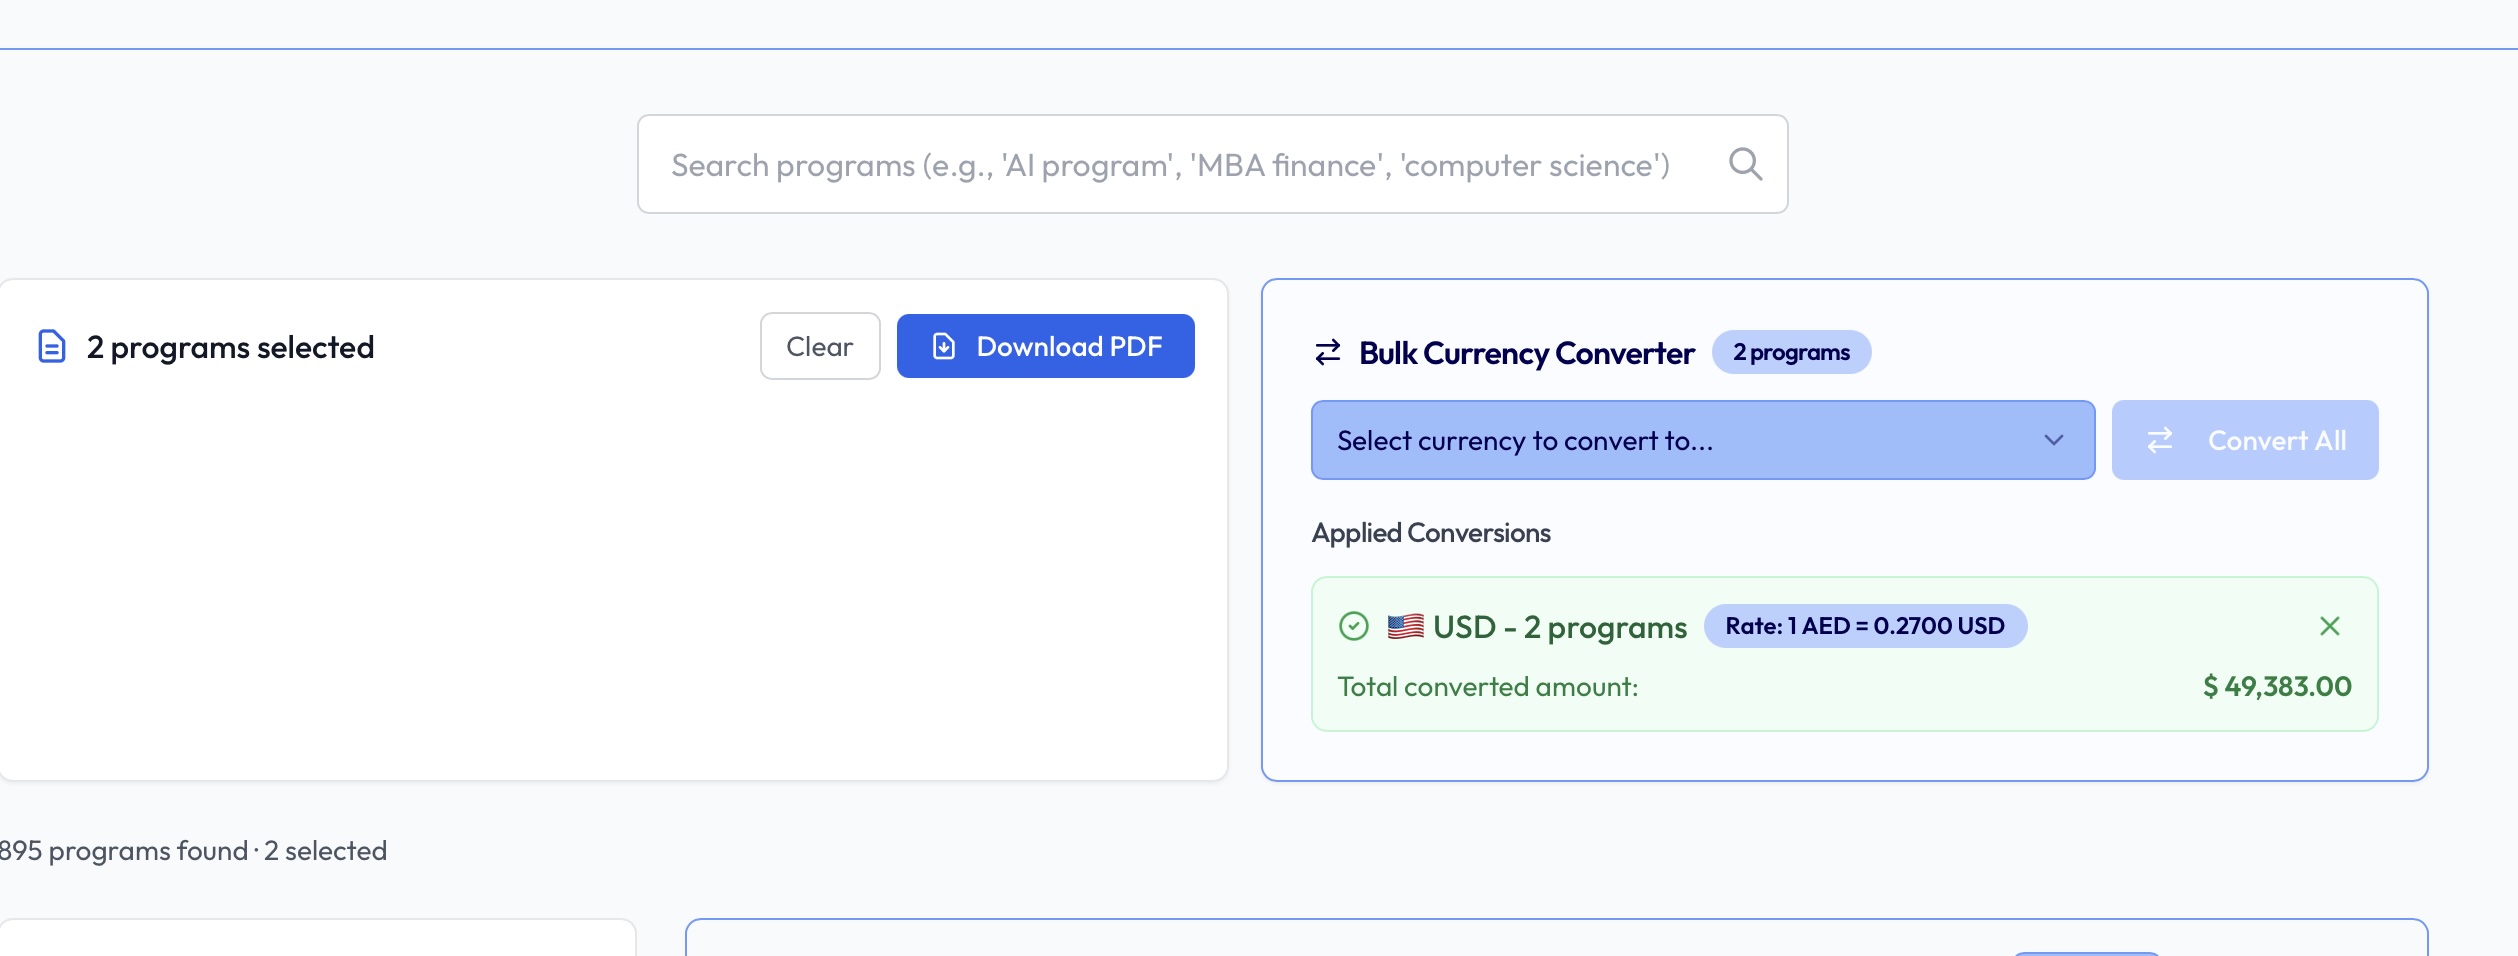 Search programs (e.g., 'AI program', 'MBA finance', 'computer science')
2 programs selected
Clear
Download PDF
Bulk Currency Converter
2 programs
Select currency to convert to...
Convert All
Applied Conversions
USD - 2 programs
Rate: 1 AED = 0.2700 USD
Total converted amount:
$ 49,383.00
895 programs found · 2 selected